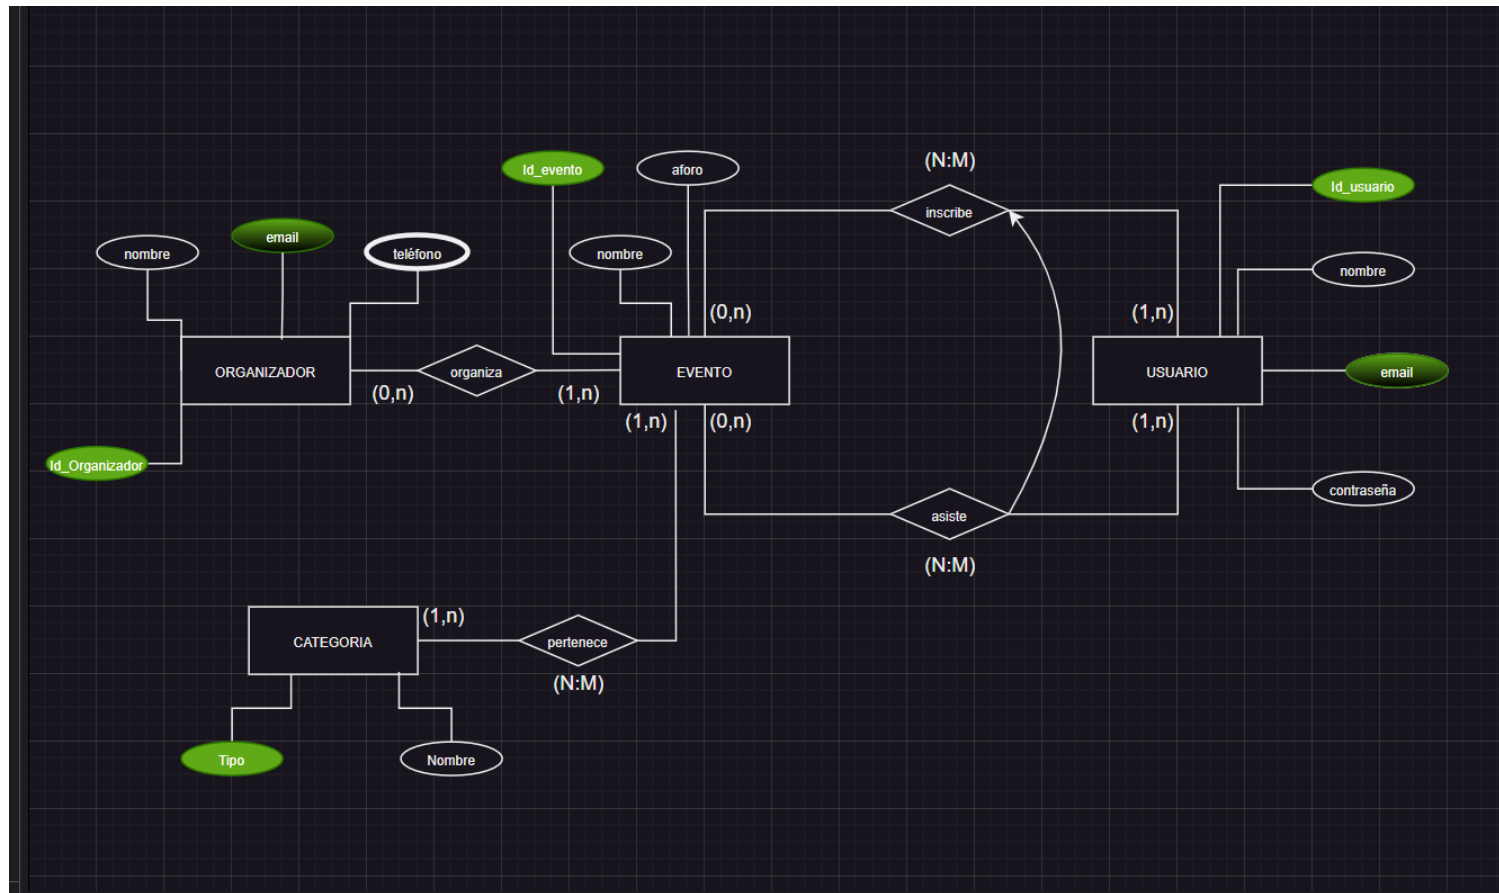 (N:M)
Id_evento
aforo
Id_usuario
inscribe
email
nombre
teléfono
nombre
nombre
(0,n)
(1,n)
ORGANIZADOR
organiza
EVENTO
USUARIO
email
(0,n)
(1,n)
(1,n)
(0,n)
(1,n)
Id_Organizador
contraseña
asiste
(N:M)
(1,n)
CATEGORIA
pertenece
(N:M)
Tipo
Nombre